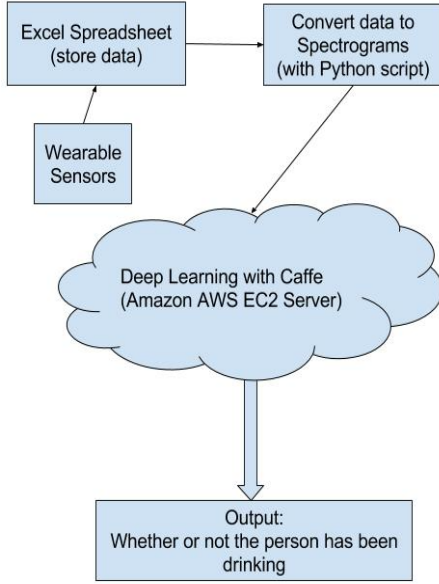 Excel Spreadsheet
(store data)
Convert data to
Spectrograms
(with Python script)
Wearable
Sensors
Deep Learning with Caffe
(Amazon AWS EC2 Server)
Output:
Whether or not the person has been
drinking